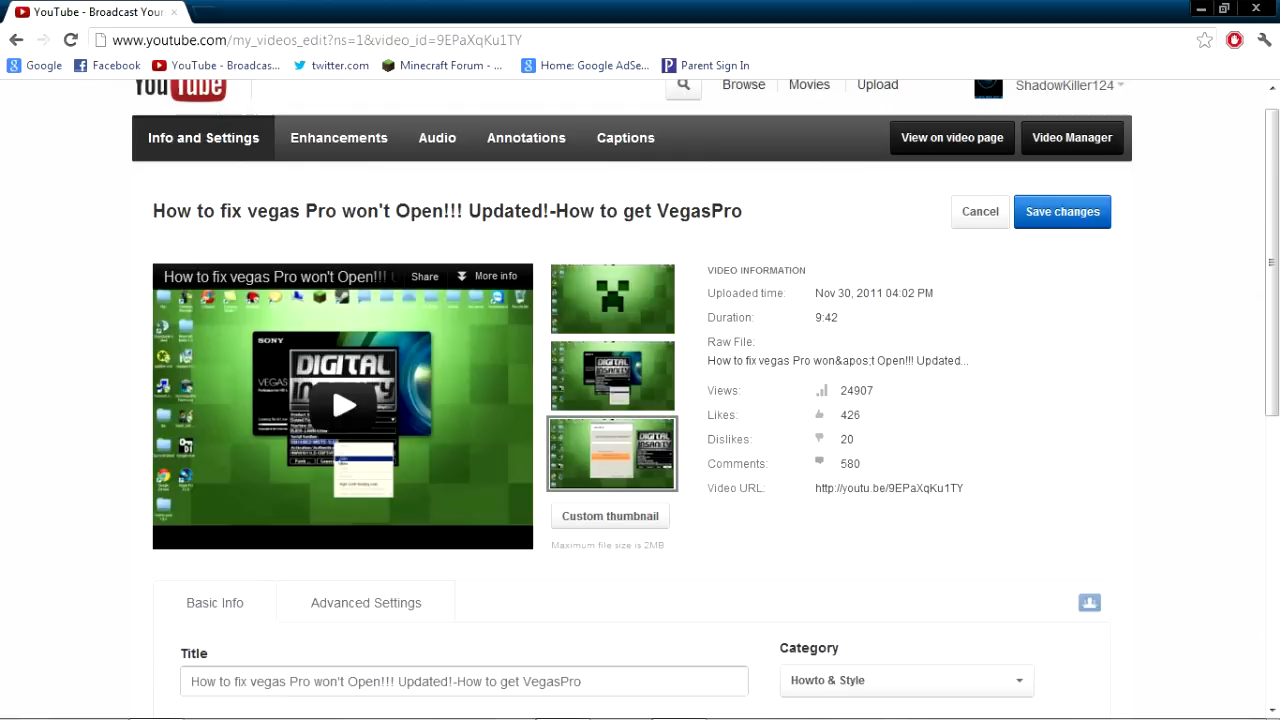 YouTube - Broadcast Your
www.youtube.com/my_videos_edit?ns=1&video_id=9EPaXqKu1TY
Google Facebook YouTube - Broadcas... twitter.com Minecraft Forum - ... Home: Google AdSe... Parent Sign In
You Tube Browse Movies Upload ShadowKiller124
Info and Settings Enhancements Audio Annotations Captions View on video page Video Manager
How to fix vegas Pro won't Open!!! Updated!-How to get VegasPro
Cancel Save changes
How to fix vegas Pro won't Open!!! Share More info
SONY
VEGAS
DIGITAL
INSANITY
DIGITAL
INSANITY
DIGITAL
INSANITY
Custom thumbnail
Maximum file size is 2MB
VIDEO INFORMATION
Uploaded time: Nov 30, 2011 04:02 PM
Duration: 9:42
Raw File:
How to fix vegas Pro won&apos;t Open!!! Updated...
Views: 24907
Likes: 426
Dislikes: 20
Comments: 580
Video URL: http://youtu.be/9EPaXqKu1TY
Basic Info Advanced Settings
Title
How to fix vegas Pro won't Open!!! Updated!-How to get VegasPro
Category
Howto & Style